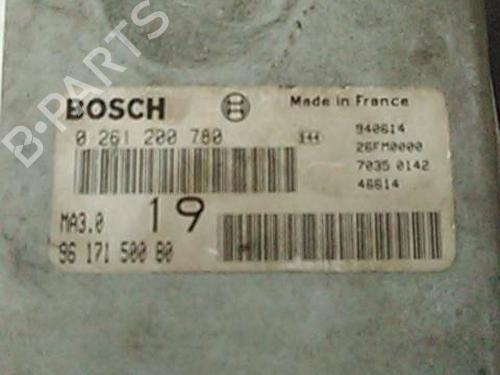 B-PARTS
BOSCH
Made in France
0 261 200 780
144
940614
26FM0000
7035 0142
46614
MA3.0
19
96 171 500 80